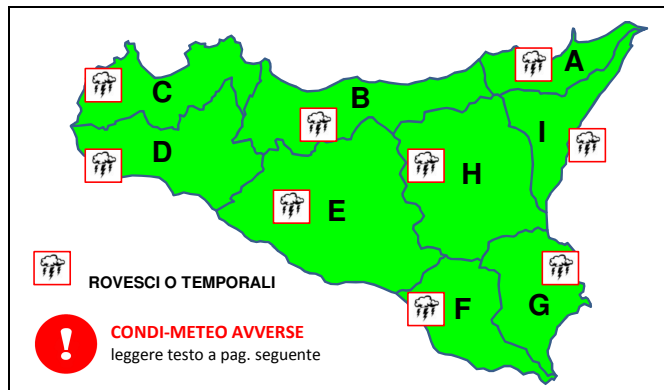 A
B
C
I
D
H
E
F
G
ROVESCI O TEMPORALI
! CONDI-METEO AVVERSE
leggere testo a pag. seguente